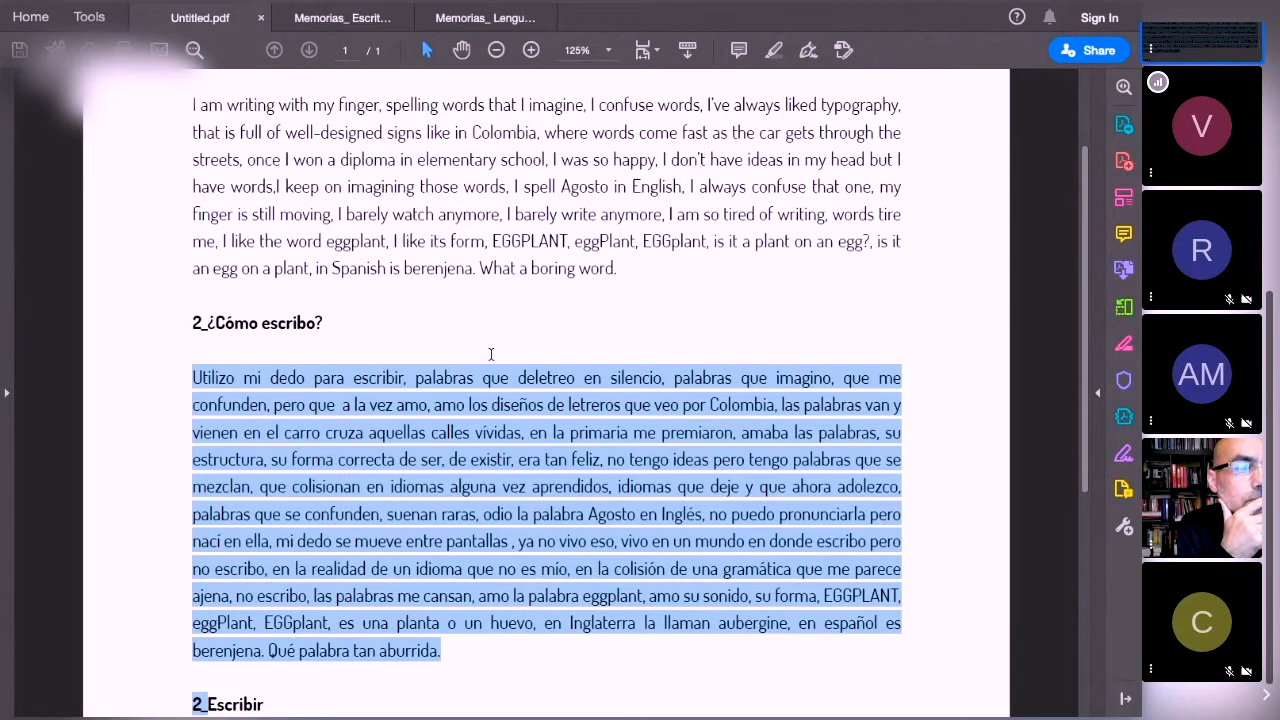 Home Tools Untitled.pdf × Memorias_ Escrit... Memorias_ Lengu... Sign In
1 / 1 125% Share
I am writing with my finger, spelling words that I imagine, I confuse words, I've always liked typography,
that is full of well-designed signs like in Colombia, where words come fast as the car gets through the
streets, once I won a diploma in elementary school, I was so happy, I don't have ideas in my head but I
have words,I keep on imagining those words, I spell Agosto in English, I always confuse that one, my
finger is still moving, I barely watch anymore, I barely write anymore, I am so tired of writing, words tire
me, I like the word eggplant, I like its form, EGGPLANT, eggPlant, EGGplant, is it a plant on an egg?, is it
an egg on a plant, in Spanish is berenjena. What a boring word.
2_¿Cómo escribo?
Utilizo mi dedo para escribir, palabras que deletreo en silencio, palabras que imagino, que me
confunden, pero que a la vez amo, amo los diseños de letreros que veo por Colombia, las palabras van y
vienen en el carro cruza aquellas calles vividas, en la primaria me premiaron, amaba las palabras, su
estructura, su forma correcta de ser, de existir, era tan feliz, no tengo ideas pero tengo palabras que se
mezclan, que colisionan en idiomas alguna vez aprendidos, idiomas que deje y que ahora adolezco,
palabras que se confunden, suenan mal, odio la palabra Agosto en Inglés, no puedo pronunciarla pero
nací en ella, mi dedo se mueve entre pantallas , ya no vivo eso, vivo en un mundo en donde escribo pero
no escribo, en la realidad de un idioma que no es mío, en la colisión de una gramática que me parece
ajena, no escribo, las palabras me cansan, amo la palabra eggplant, amo su sonido, su forma, EGGPLANT,
eggPlant, EGGplant, es una planta o un huevo, en Inglaterra la llaman aubergine, en español es
berenjena. Qué palabra tan aburrida.
2_Escribir
V
R
AM
C